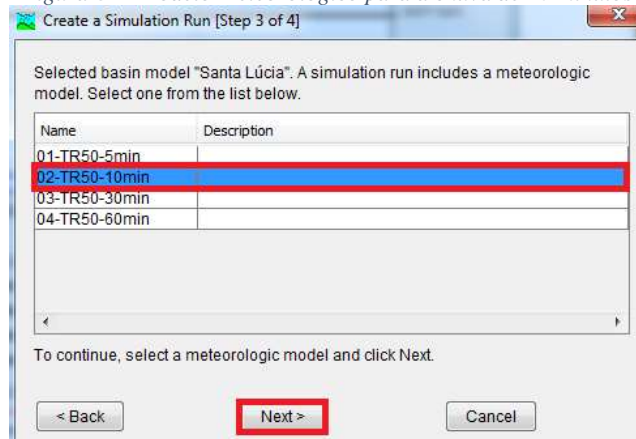 Create a Simulation Run [Step 3 of 4]
Selected basin model "Santa Lúcia". A simulation run includes a meteorologic
model. Select one from the list below.
Name Description
01-TR50-5min
02-TR50-10min
03-TR50-30min
04-TR50-60min
To continue, select a meteorologic model and click Next.
< Back Next > Cancel